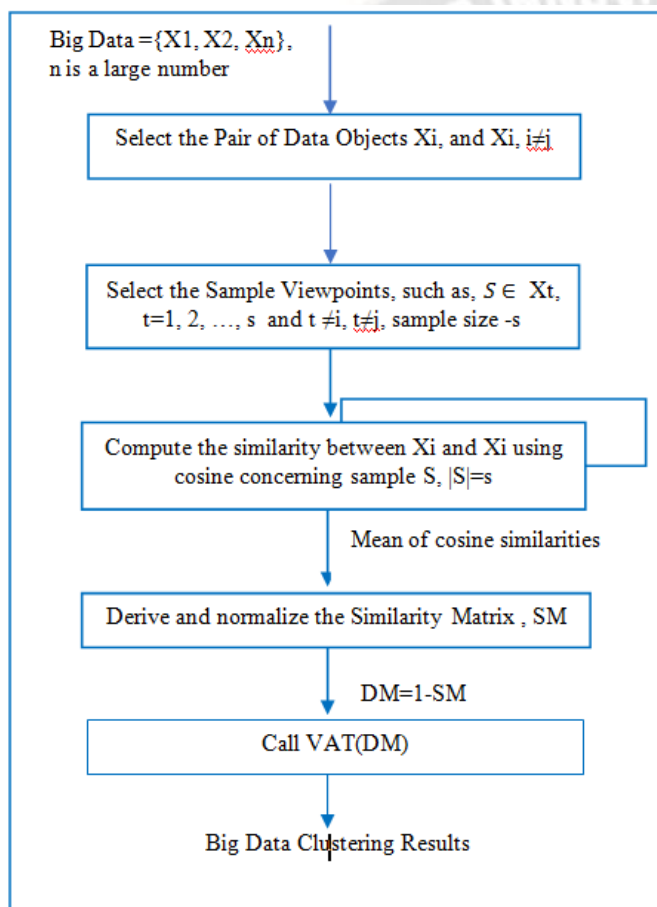 Big Data ={X1, X2, Xn},
n is a large number
Select the Pair of Data Objects Xi, and Xi, i≠j
Select the Sample Viewpoints, such as, S ∈ Xt,
t=1, 2, …, s and t ≠i, t≠j, sample size -s
Compute the similarity between Xi and Xi using
cosine concerning sample S, |S|=s
Mean of cosine similarities
Derive and normalize the Similarity Matrix , SM
DM=1-SM
Call VAT(DM)
Big Data Clustering Results